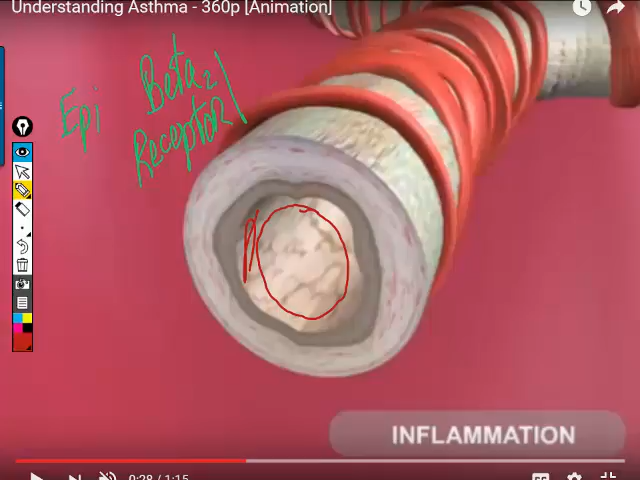 Understanding Asthma - 360p [Animation]
Epi
Beta2
Receptor
INFLAMMATION
0:28 / 1:15